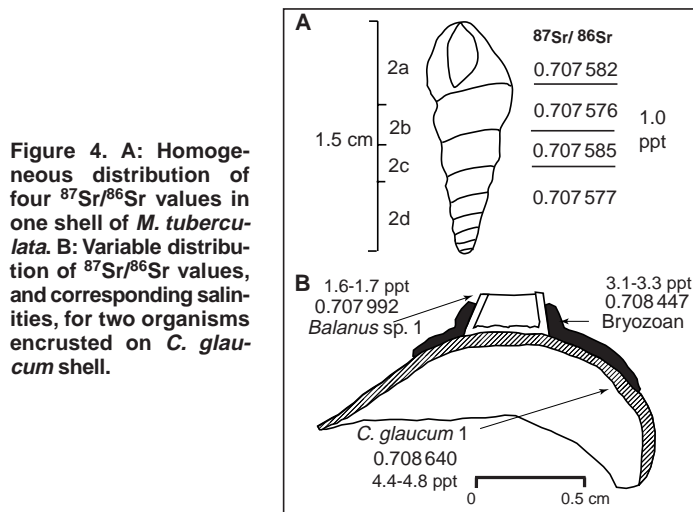 Figure 4. A: Homoge-
neous distribution of
four ⁸⁷Sr/⁸⁶Sr values in
one shell of M. tubercu-
lata. B: Variable distribu-
tion of ⁸⁷Sr/⁸⁶Sr values,
and corresponding salin-
ities, for two organisms
encrusted on C. glau-
cum shell.
A
⁸⁷Sr/ ⁸⁶Sr
2a
0.707 582
0.707 576
1.5 cm
2b
1.0
ppt
0.707 585
2c
0.707 577
2d
B
1.6-1.7 ppt
0.707 992
Balanus sp. 1
3.1-3.3 ppt
0.708 447
Bryozoan
C. glaucum 1
0.708 640
4.4-4.8 ppt
0 0.5 cm